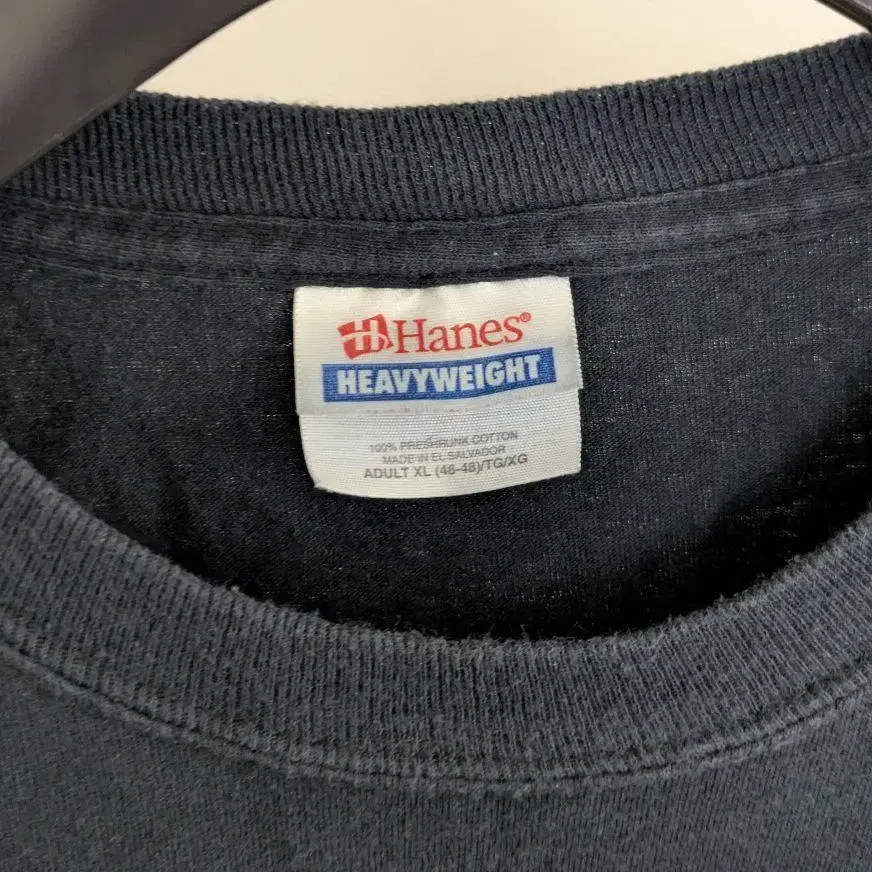 Hanes®
HEAVYWEIGHT
100% PRESHRUNK COTTON
MADE IN EL SALVADOR
ADULT XL (46-48)/TG/XG